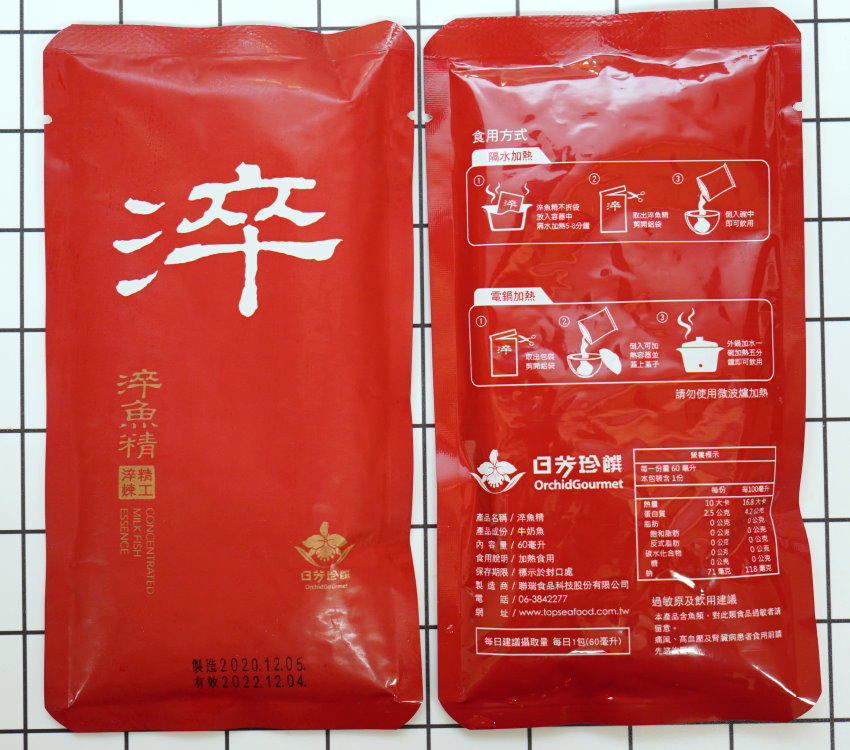 淬
淬魚精
精工
淬煉
CONCENTRATED
MILK FISH
ESSENCE
日芳珍饌
OrchidGourmet
製造2020.12.05.
有效2022.12.04.
食用方式
隔水加熱
① 淬
淬魚精不拆袋
放入容器中
隔水加熱5-8分鐘
② 淬
取出淬魚精
剪開鋁袋
③
倒入碗中
即可飲用
電鍋加熱
① 淬
取出包裝
剪開鋁袋
②
倒入可加
熱容器並
蓋上蓋子
③
外鍋加水一
碗加熱五分
鐘即可飲用
請勿使用微波爐加熱
日芳珍饌
OrchidGourmet
產品名稱 / 淬魚精
產品成份 / 牛奶魚
內容量 / 60毫升
食用說明 / 加熱食用
保存期限 / 標示於封口處
製造商 / 聯瑞食品科技股份有限公司
電話 / 06-3842277
網址 / www.topseafood.com.tw
每日建議攝取量 每日1包(60毫升)
營養標示
每一份量 60 毫升
本包裝含 1份
每份 每100毫升
熱量 10 大卡 16.8 大卡
蛋白質 2.5 公克 4.2公克
脂肪 0 公克 0公克
飽和脂肪 0 公克 0公克
反式脂肪 0 公克 0公克
碳水化合物 0 公克 0公克
糖 0 公克 0公克
鈉 71 毫克 118 毫克
過敏原及飲用建議
本產品含魚類，對此類食品過敏者請
留意。
痛風、高血壓及腎臟病患者食用前請
先諮